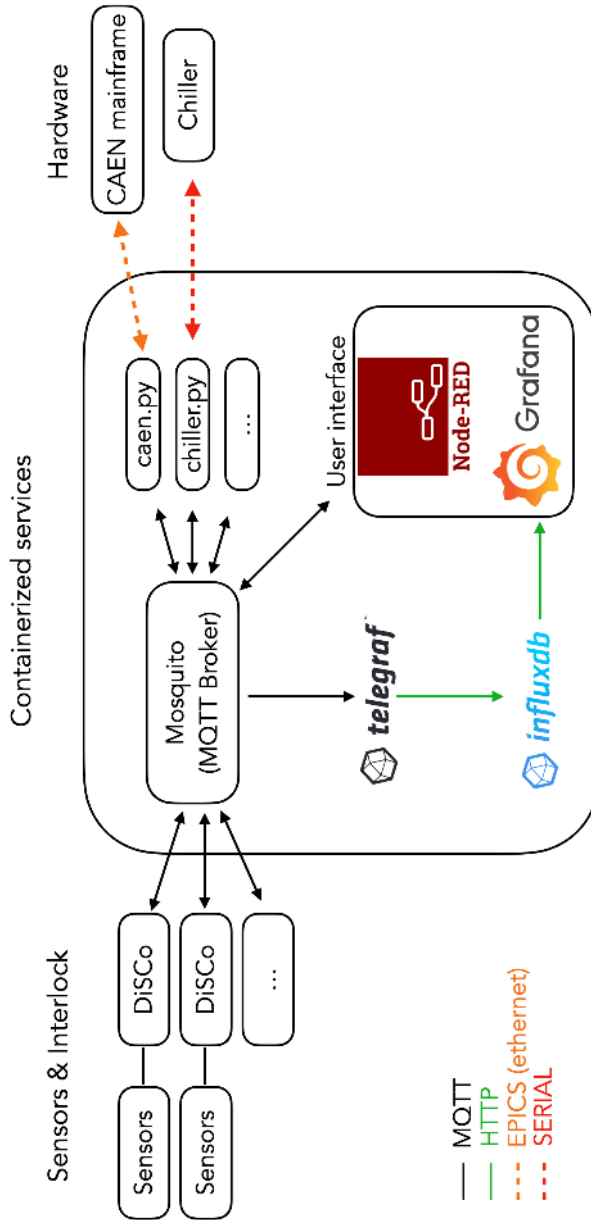 Containerized services
Sensors & Interlock
Hardware
Sensors
DiSCo
Sensors
DiSCo
...
Mosquito
(MQTT Broker)
caen.py
chiller.py
...
CAEN mainframe
Chiller
User interface
Node-RED
Grafana
telegraf
influxdb
MQTT
HTTP
EPICS (ethernet)
SERIAL